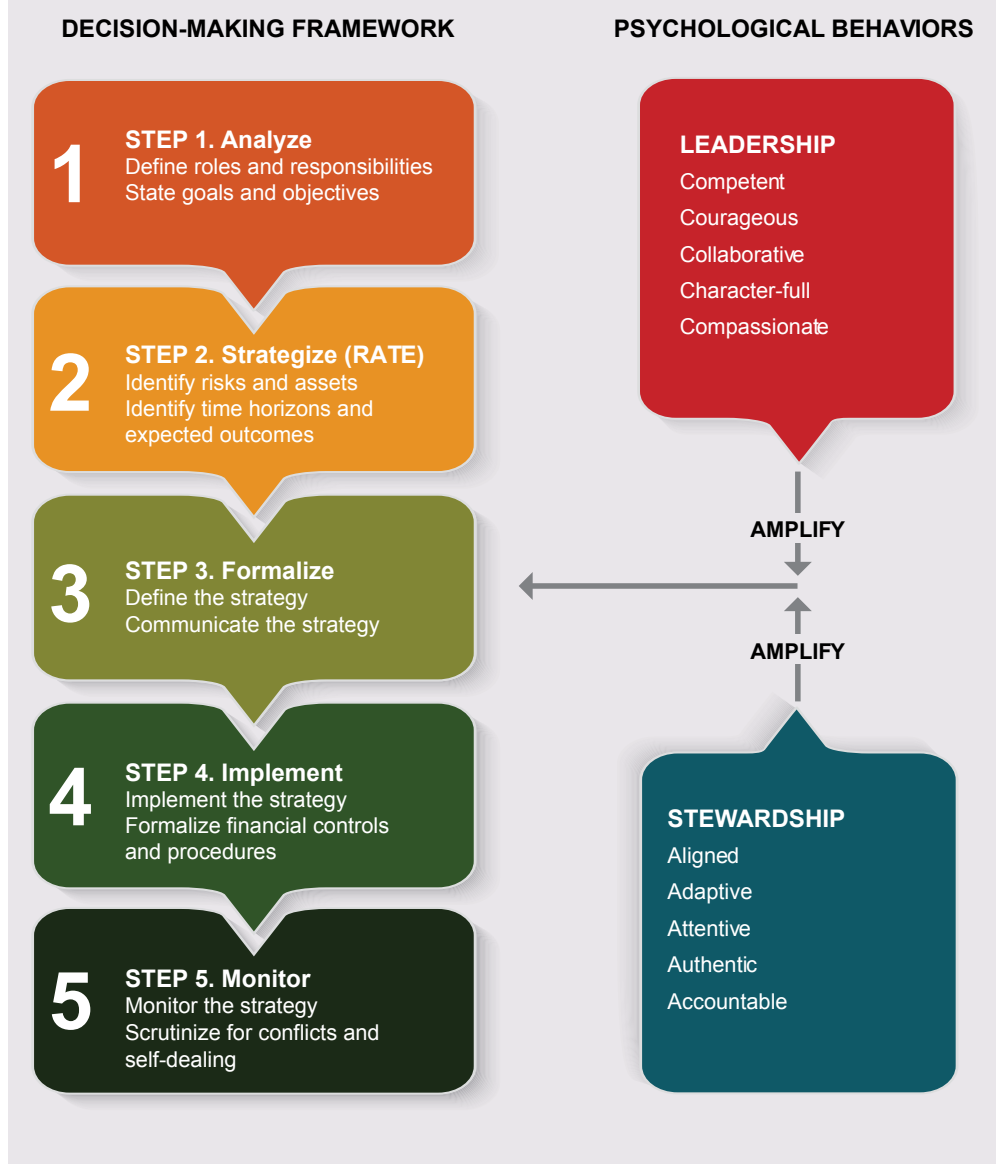 DECISION-MAKING FRAMEWORK
1
STEP 1. Analyze
Define roles and responsibilities
State goals and objectives
2
STEP 2. Strategize (RATE)
Identify risks and assets
Identify time horizons and
expected outcomes
3
STEP 3. Formalize
Define the strategy
Communicate the strategy
4
STEP 4. Implement
Implement the strategy
Formalize financial controls
and procedures
5
STEP 5. Monitor
Monitor the strategy
Scrutinize for conflicts and
self-dealing
PSYCHOLOGICAL BEHAVIORS
LEADERSHIP
Competent
Courageous
Collaborative
Character-full
Compassionate
AMPLIFY
AMPLIFY
STEWARDSHIP
Aligned
Adaptive
Attentive
Authentic
Accountable